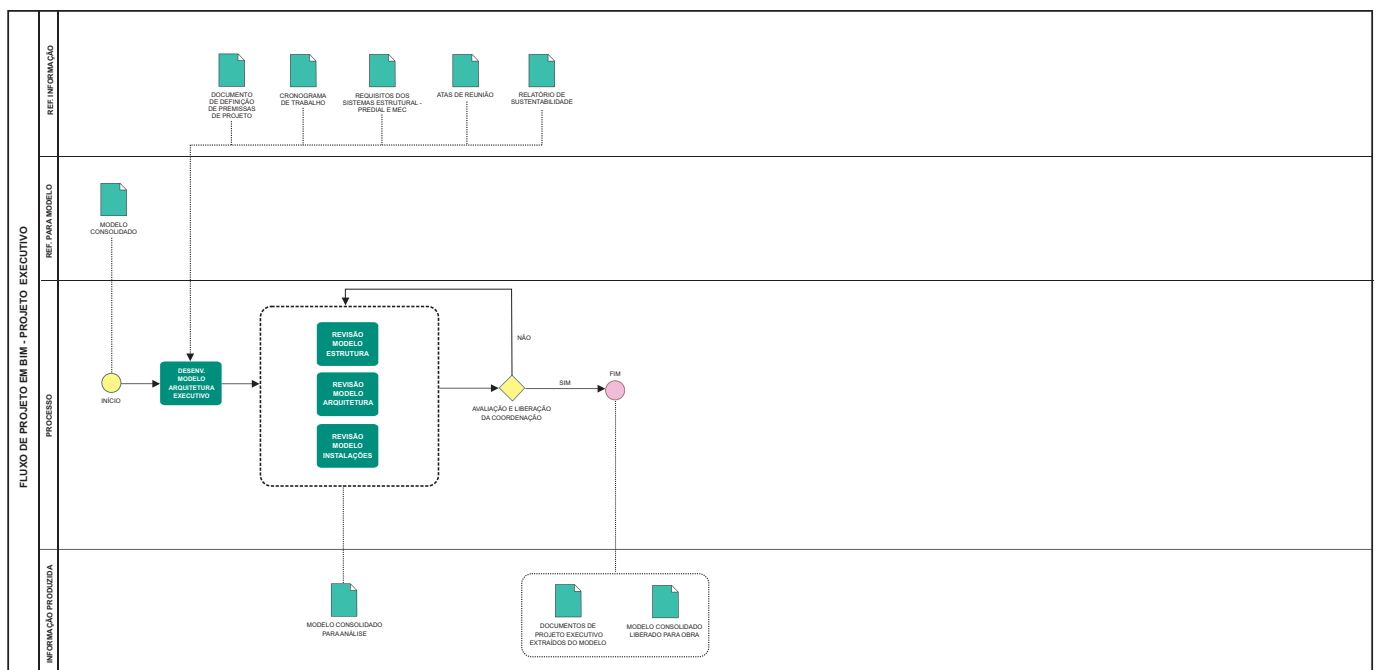 FLUXO DE PROJETO EM BIM - PROJETO EXECUTIVO
REF. INFORMAÇÃO
DOCUMENTO
DE DEFINIÇÃO
DE PREMISSAS
DE PROJETO
CRONOGRAMA
DE TRABALHO
REQUISITOS DOS
SISTEMAS ESTRUTURAL -
PREDIAL E MEC
ATAS DE REUNIÃO
RELATÓRIO DE
SUSTENTABILIDADE
REF. PARA MODELO
MODELO
CONSOLIDADO
PROCESSO
INÍCIO
DESENV.
MODELO
ARQUITETURA
EXECUTIVO
REVISÃO
MODELO
ESTRUTURA
REVISÃO
MODELO
ARQUITETURA
REVISÃO
MODELO
INSTALAÇÕES
NÃO
AVALIAÇÃO E LIBERAÇÃO
DA COORDENAÇÃO
SIM
FIM
INFORMAÇÃO PRODUZIDA
MODELO CONSOLIDADO
PARA ANÁLISE
DOCUMENTOS DE
PROJETO EXECUTIVO
EXTRAÍDOS DO MODELO
MODELO CONSOLIDADO
LIBERADO PARA OBRA